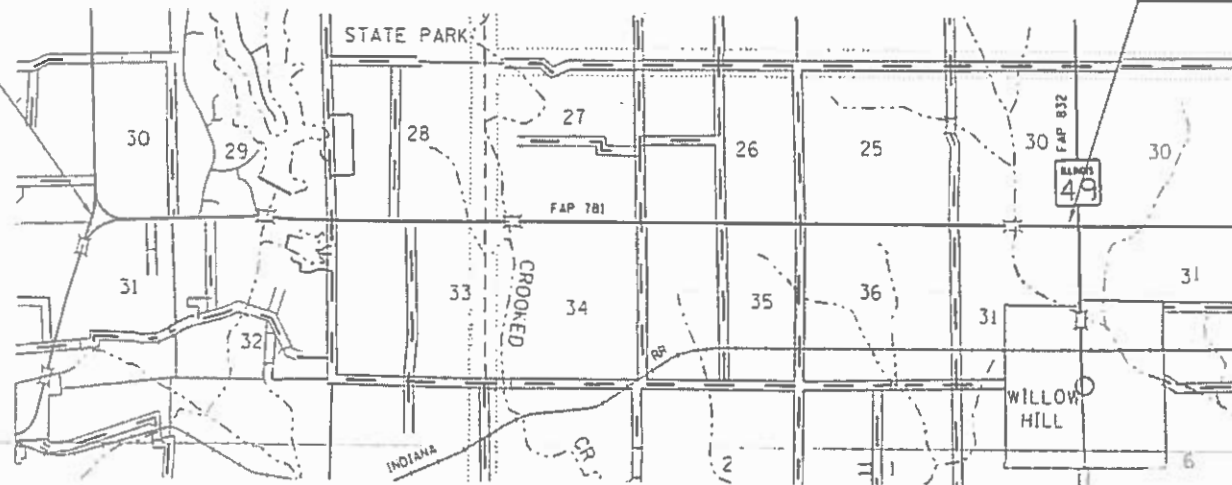 STATE PARK
27
30
29
28
26
25
30
FAP 832
30
ILLINOIS
49
FAP 781
31
33
CROOKED
34
35
36
31
31
32
RR
WILLOW
HILL
INDIANA
CR.
2
1
6